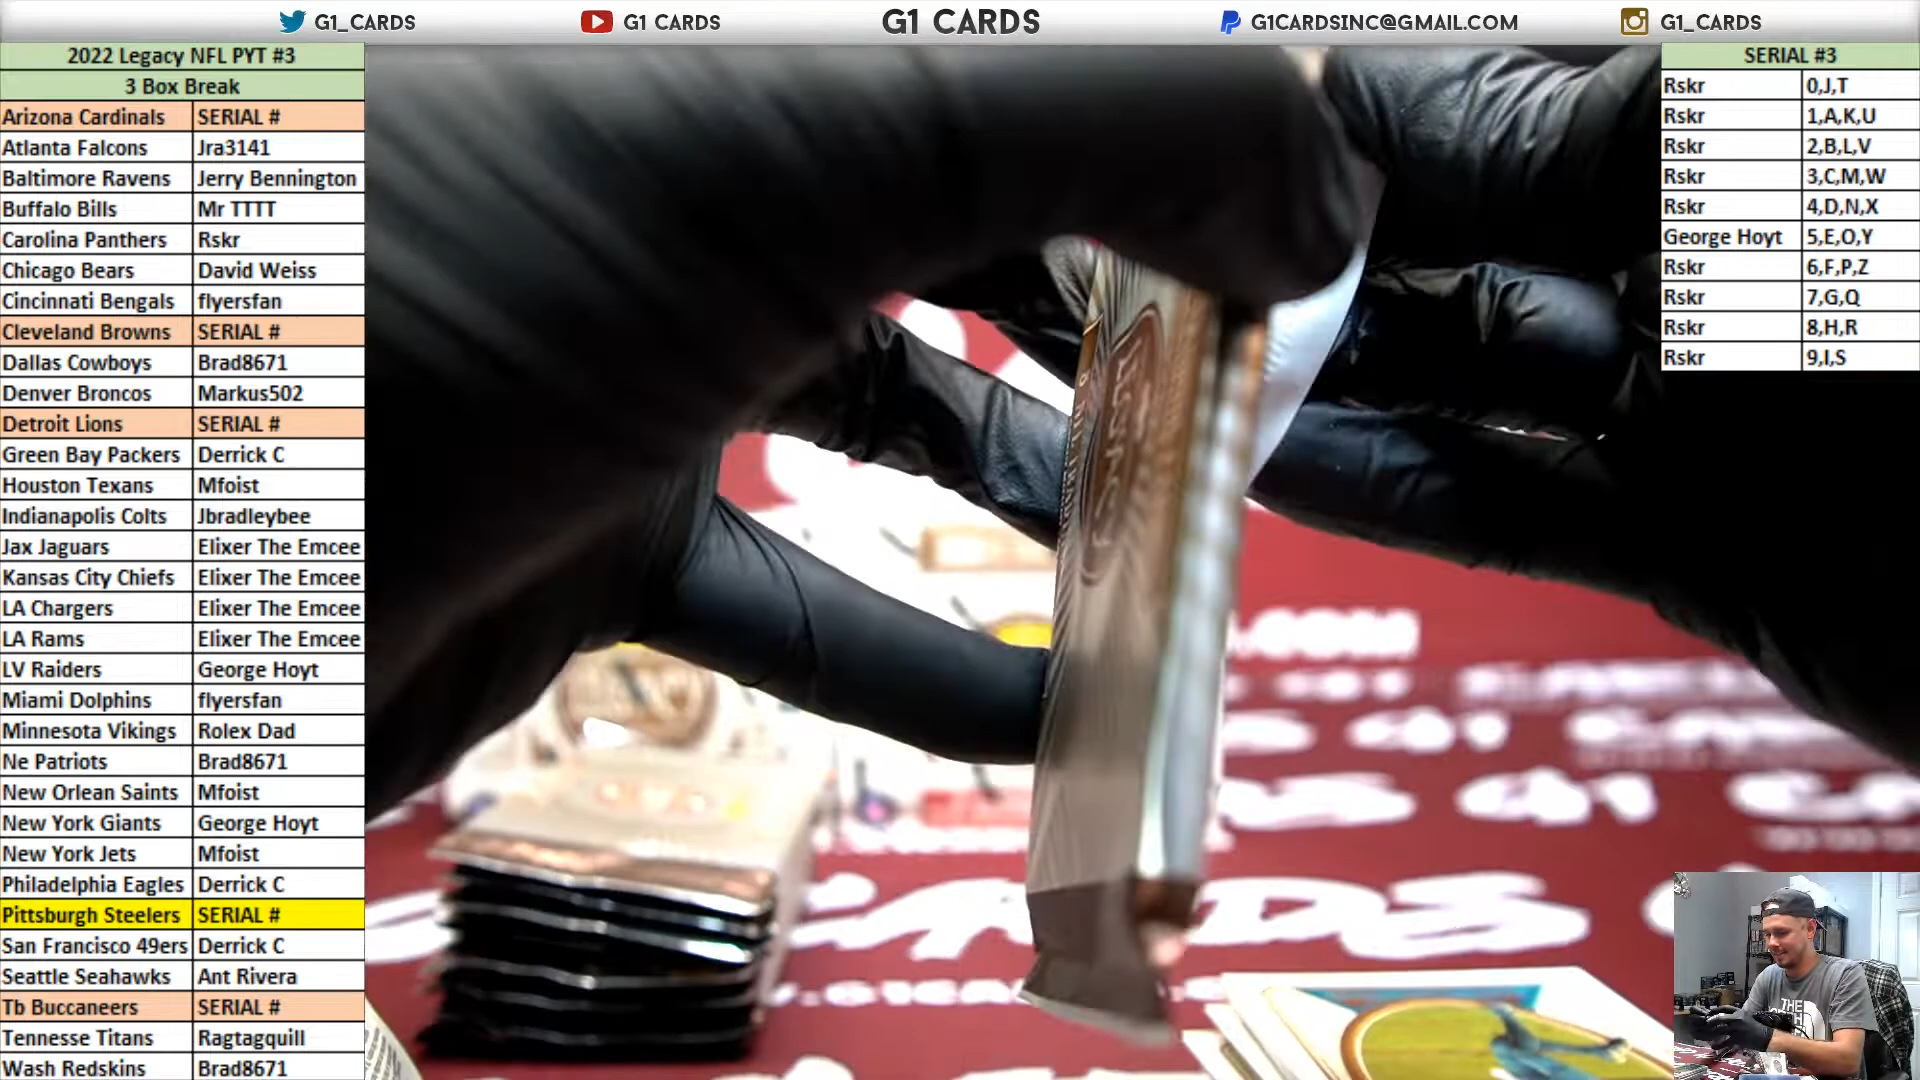 G1_CARDS
G1 CARDS
G1 CARDS
G1CARDSINC@GMAIL.COM
G1_CARDS
2022 Legacy NFL PYT #3
3 Box Break
Arizona Cardinals SERIAL #
Atlanta Falcons Jra3141
Baltimore Ravens Jerry Bennington
Buffalo Bills Mr TTTT
Carolina Panthers Rskr
Chicago Bears David Weiss
Cincinnati Bengals flyersfan
Cleveland Browns SERIAL #
Dallas Cowboys Brad8671
Denver Broncos Markus502
Detroit Lions SERIAL #
Green Bay Packers Derrick C
Houston Texans Mfoist
Indianapolis Colts Jbradleybee
Jax Jaguars Elixer The Emcee
Kansas City Chiefs Elixer The Emcee
LA Chargers Elixer The Emcee
LA Rams Elixer The Emcee
LV Raiders George Hoyt
Miami Dolphins flyersfan
Minnesota Vikings Rolex Dad
Ne Patriots Brad8671
New Orlean Saints Mfoist
New York Giants George Hoyt
New York Jets Mfoist
Philadelphia Eagles Derrick C
Pittsburgh Steelers SERIAL #
San Francisco 49ers Derrick C
Seattle Seahawks Ant Rivera
Tb Buccaneers SERIAL #
Tennesse Titans Ragtagquill
Wash Redskins Brad8671
SERIAL #3
Rskr 0,J,T
Rskr 1,A,K,U
Rskr 2,B,L,V
Rskr 3,C,M,W
Rskr 4,D,N,X
George Hoyt 5,E,O,Y
Rskr 6,F,P,Z
Rskr 7,G,Q
Rskr 8,H,R
Rskr 9,I,S
.COM
THE